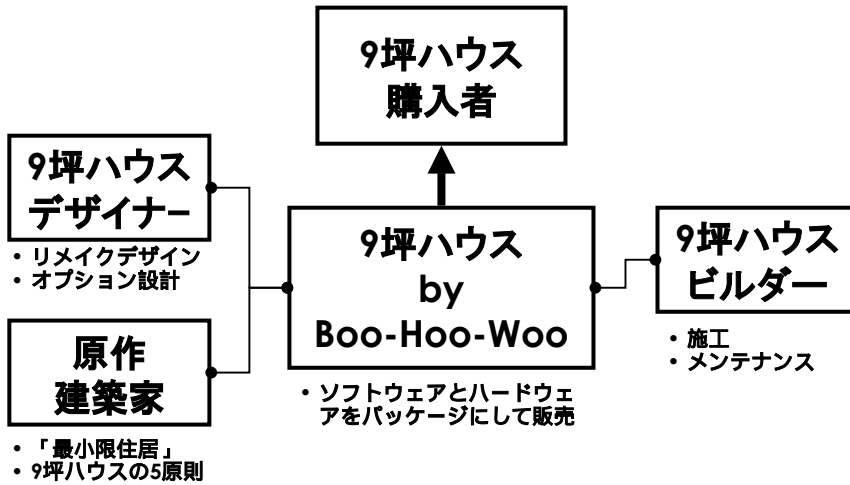 9坪ハウス
購入者
9坪ハウス
デザイナー
・リメイクデザイン
・オプション設計
原作
建築家
・「最小限住居」
・9坪ハウスの5原則
9坪ハウス
by
Boo-Hoo-Woo
・ソフトウェアとハードウェ
アをパッケージにして販売
9坪ハウス
ビルダー
・施工
・メンテナンス